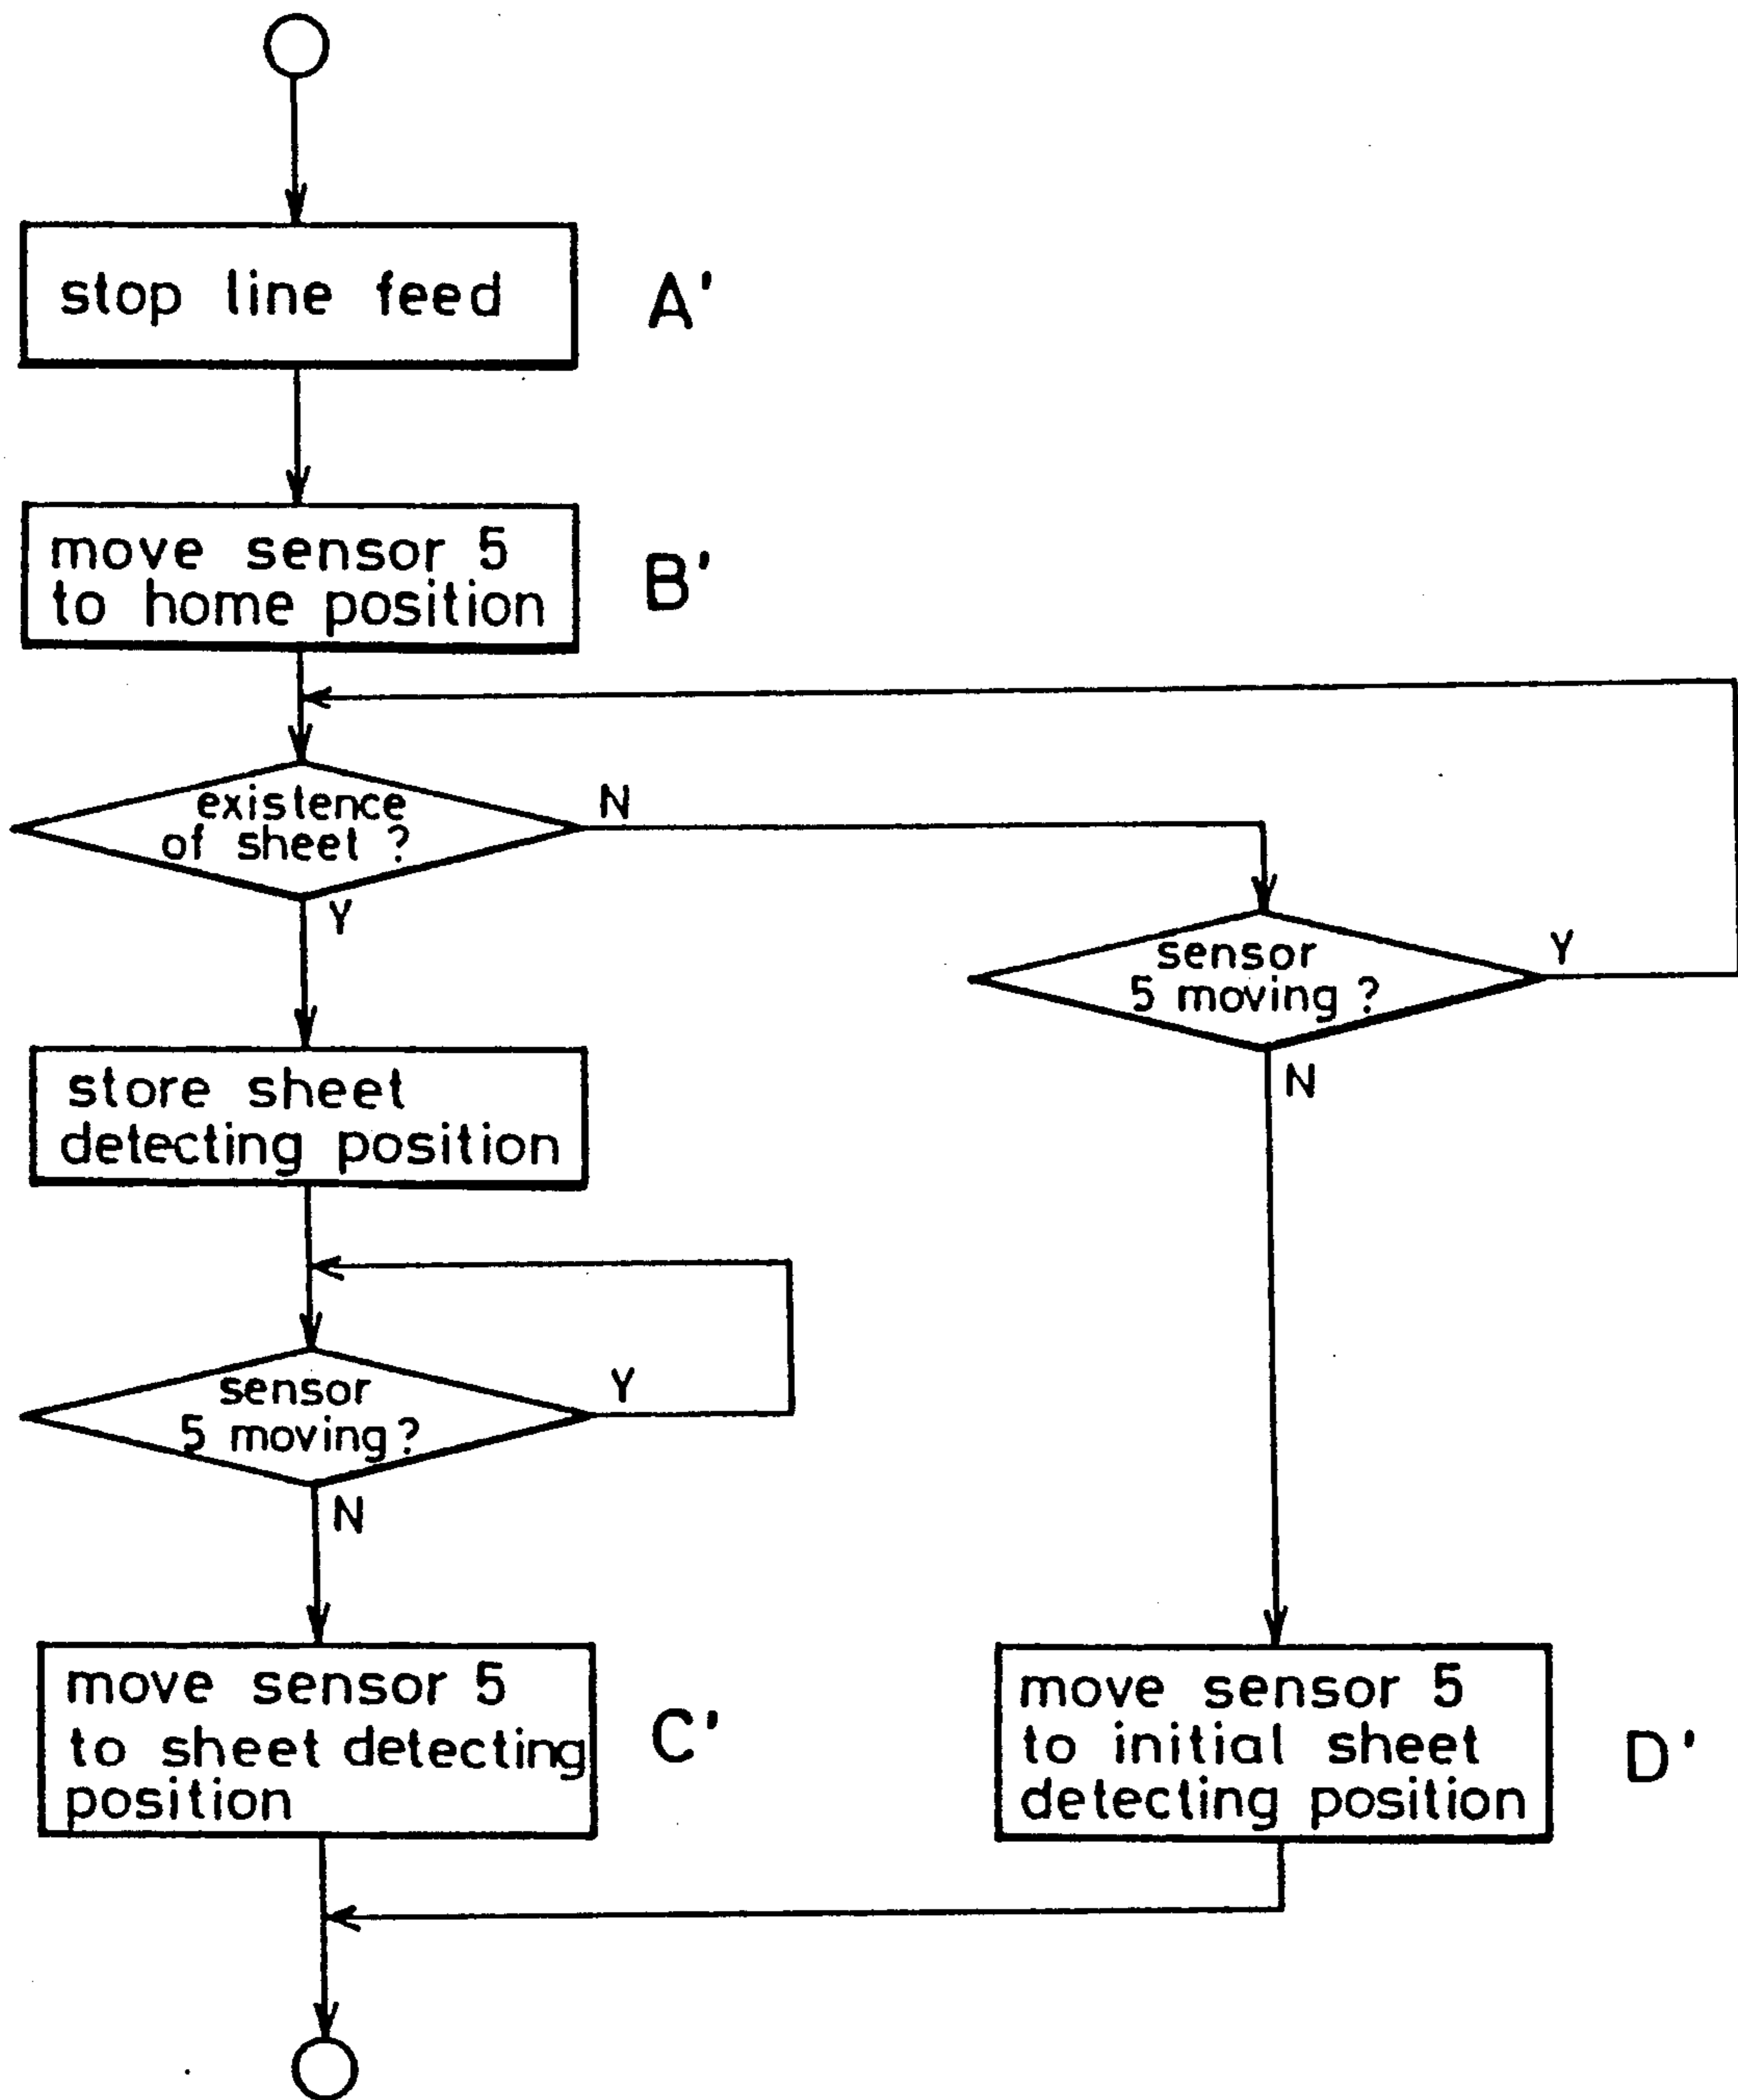 stop line feed
A'
move sensor 5
to home position
B'
existence
of sheet ?
N
Y
sensor
5 moving ?
Y
N
store sheet
detecting position
sensor
5 moving ?
Y
N
move sensor 5
to sheet detecting
position
C'
move sensor 5
to initial sheet
detecting position
D'